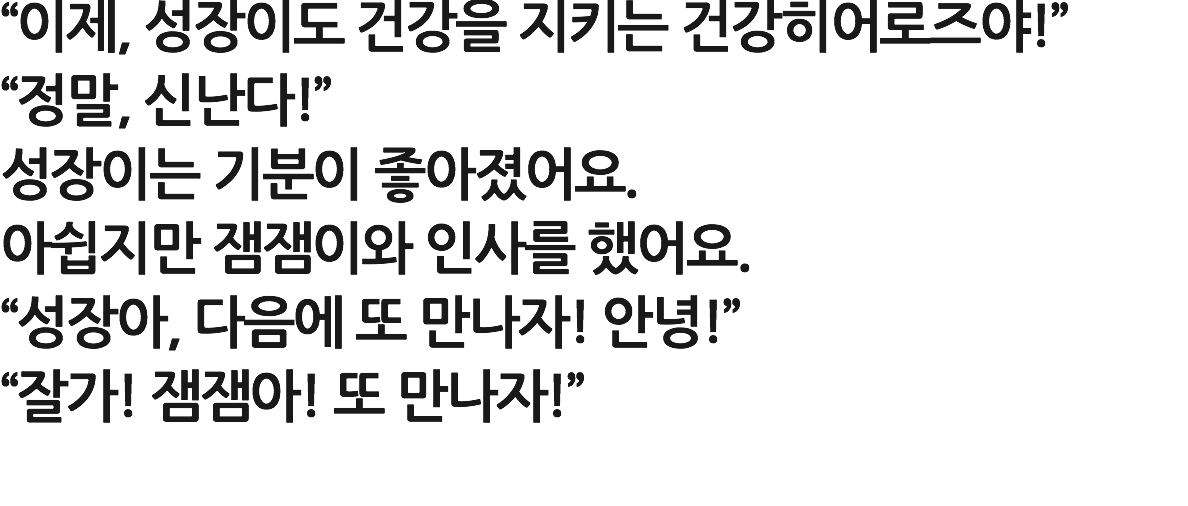 “이제, 성장이도 건강을 지키는 건강히어로즈야!”
“정말, 신난다!”
성장이는 기분이 좋아졌어요.
아쉽지만 잼잼이와 인사를 했어요.
“성장아, 다음에 또 만나자! 안녕!”
“잘가! 잼잼아! 또 만나자!”